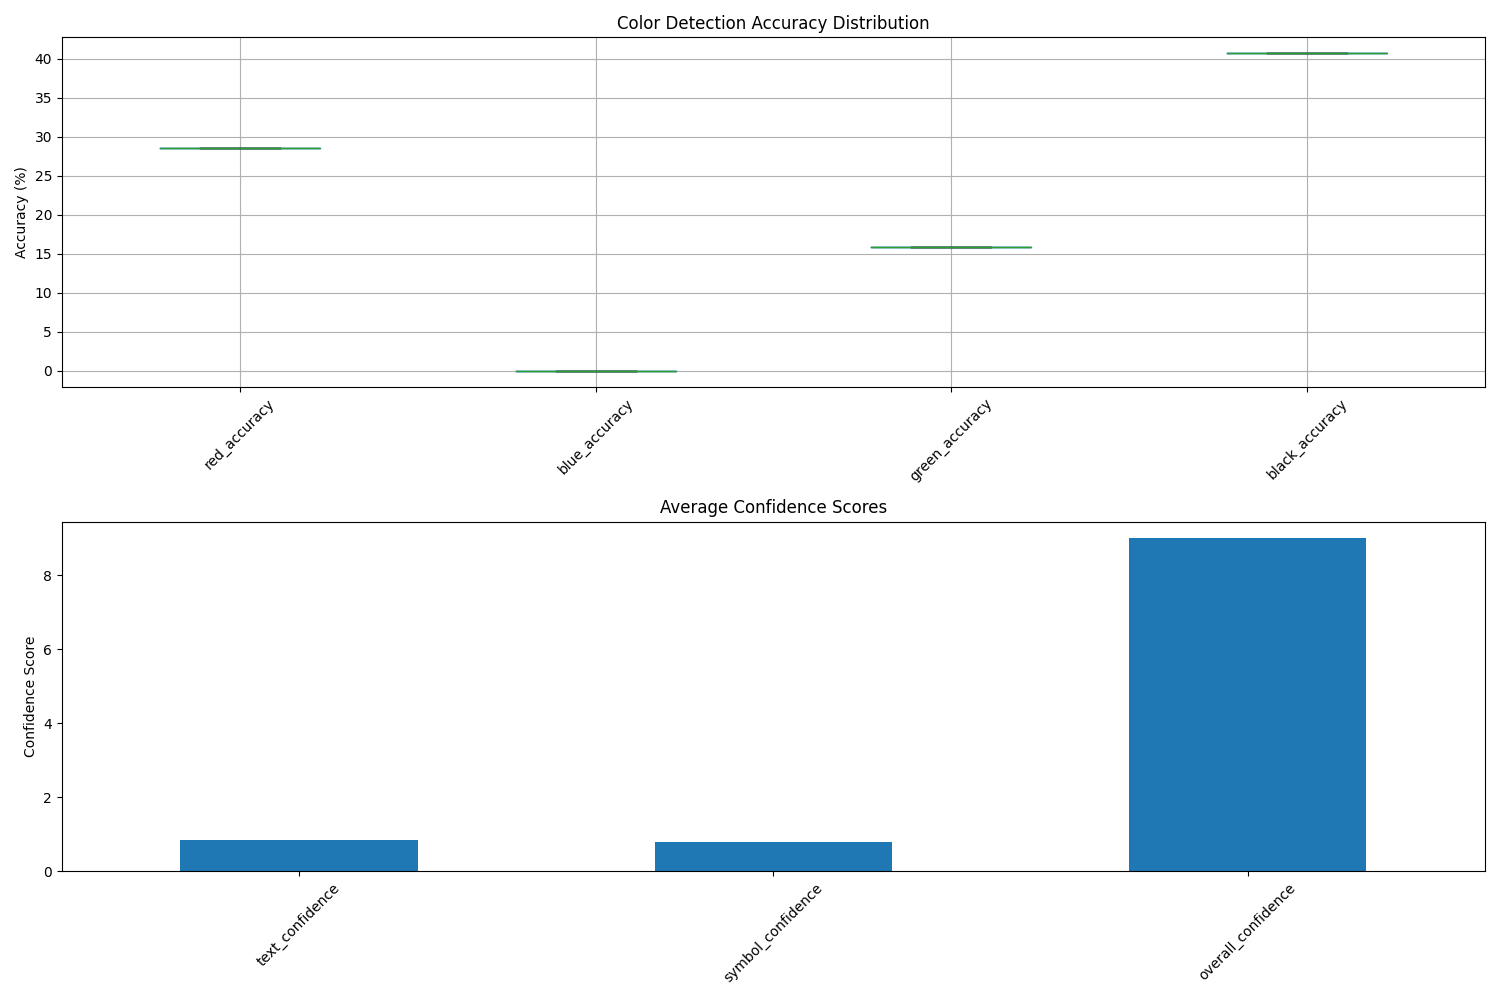 Color Detection Accuracy Distribution
Accuracy (%)
40
35
30
25
20
15
10
5
0
red_accuracy
blue_accuracy
green_accuracy
black_accuracy
Average Confidence Scores
Confidence Score
8
6
4
2
0
text_confidence
symbol_confidence
overall_confidence